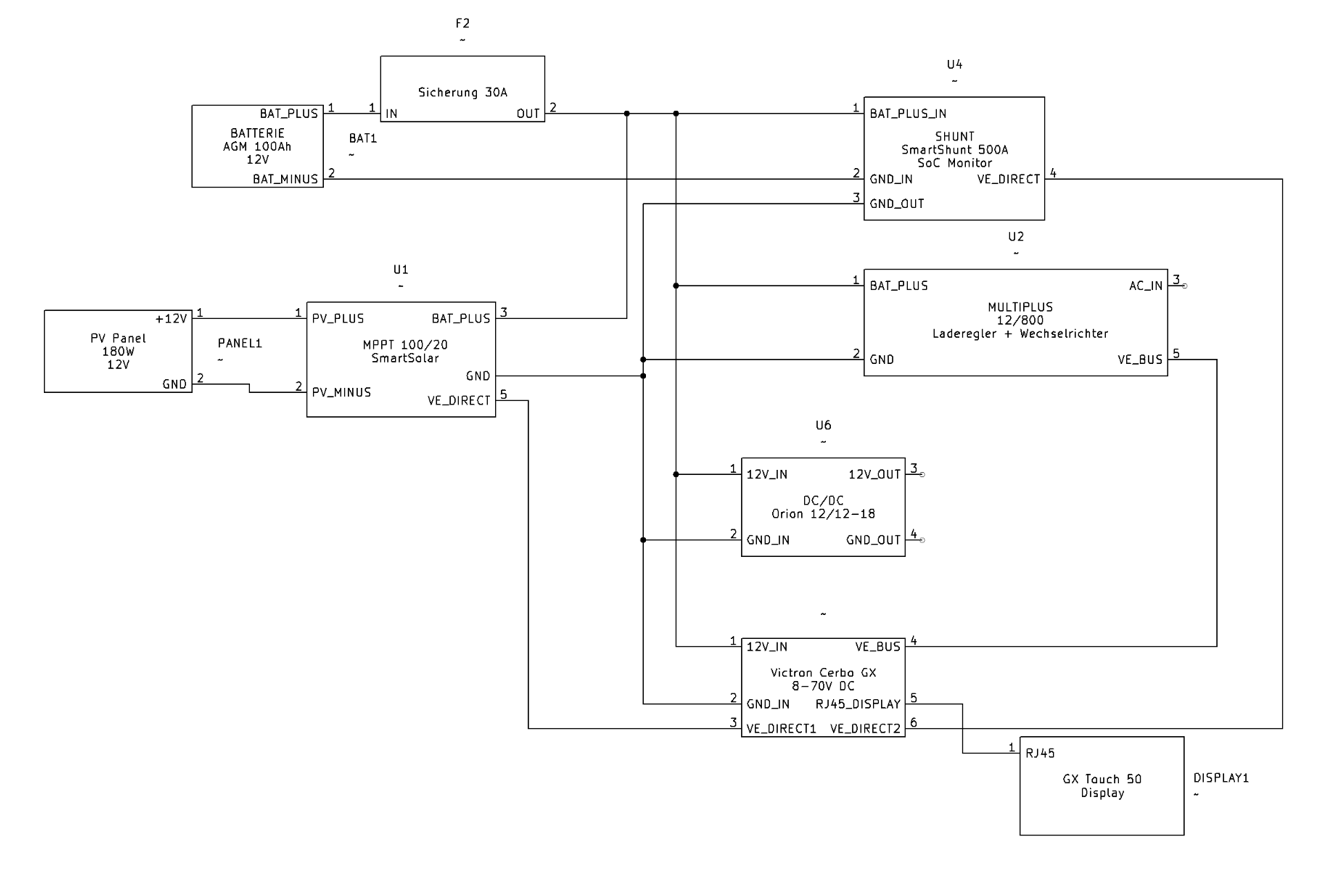 F2
~
Sicherung 30A
1 IN
OUT 2
BAT_PLUS 1
BATTERIE
AGM 100Ah
12V
BAT_MINUS 2
BAT1
~
U4
~
1 BAT_PLUS_IN
SHUNT
SmartShunt 500A
SoC Monitor
2 GND_IN
VE_DIRECT 4
3 GND_OUT
U2
~
1 BAT_PLUS
AC_IN 3
MULTIPLUS
12/800
Laderegler + Wechselrichter
2 GND
VE_BUS 5
U1
~
1 PV_PLUS
BAT_PLUS 3
MPPT 100/20
SmartSolar
GND
2 PV_MINUS
VE_DIRECT 5
+12V 1
PV Panel
180W
12V
GND 2
PANEL1
~
U6
~
1 12V_IN
12V_OUT 3
DC/DC
Orion 12/12-18
2 GND_IN
GND_OUT 4
~
1 12V_IN
VE_BUS 4
Victron Cerbo GX
8-70V DC
2 GND_IN
RJ45_DISPLAY 5
3 VE_DIRECT1
VE_DIRECT2 6
1 RJ45
GX Touch 50
Display
DISPLAY1
~